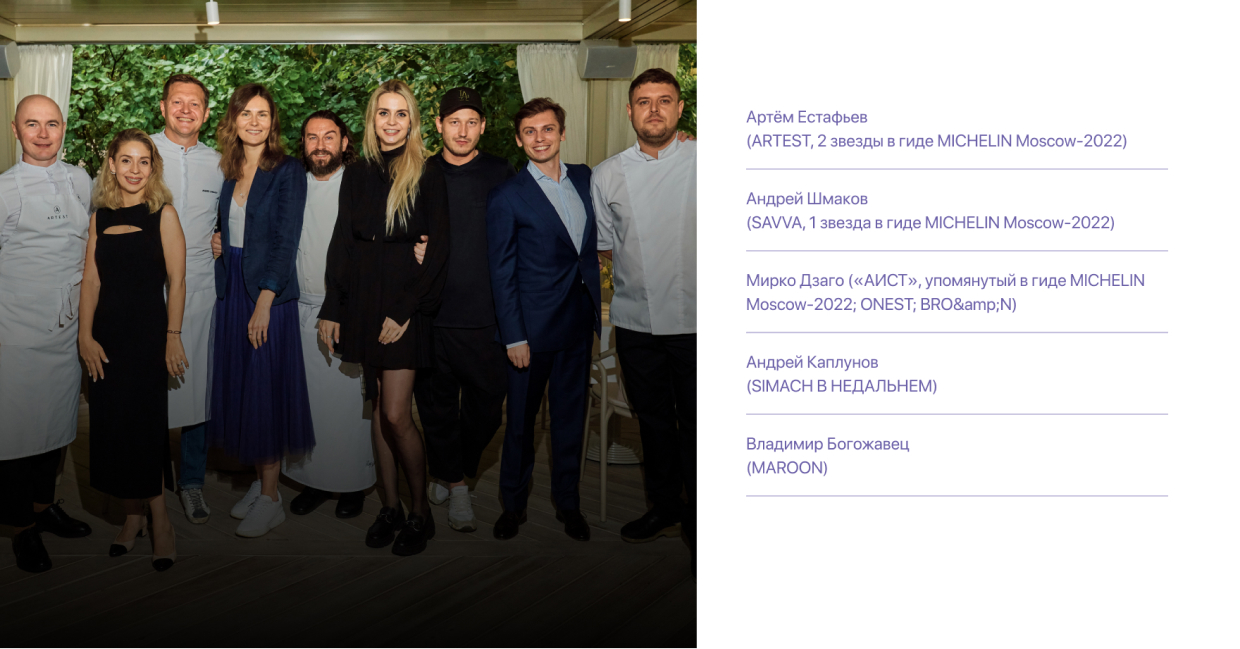 ARTEST
Артём Естафьев
(ARTEST, 2 звезды в гиде MICHELIN Moscow-2022)
Андрей Шмаков
(SAVVA, 1 звезда в гиде MICHELIN Moscow-2022)
Мирко Дзаго («АИСТ», упомянутый в гиде MICHELIN
Moscow-2022; ONEST; BRO&amp;N)
Андрей Каплунов
(SIMACH В НЕДАЛЬНЕМ)
Владимир Богожавец
(MAROON)